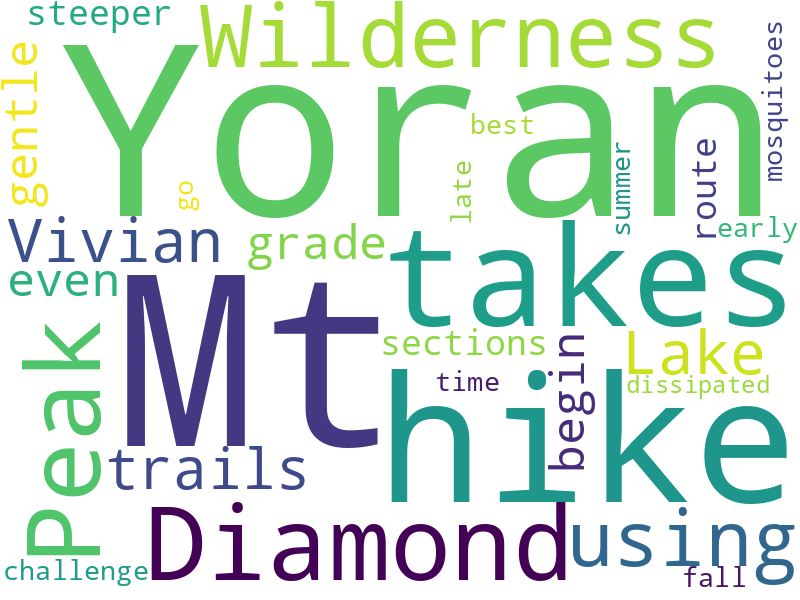 steeper
Wilderness
mosquitoes
gentle
Yoran
best
go
late
summer
route
early
Vivian
grade
takes
even
Mt
sections
Lake
Peak
begin
time
dissipated
hike
trails
Diamond
using
challenge
fall